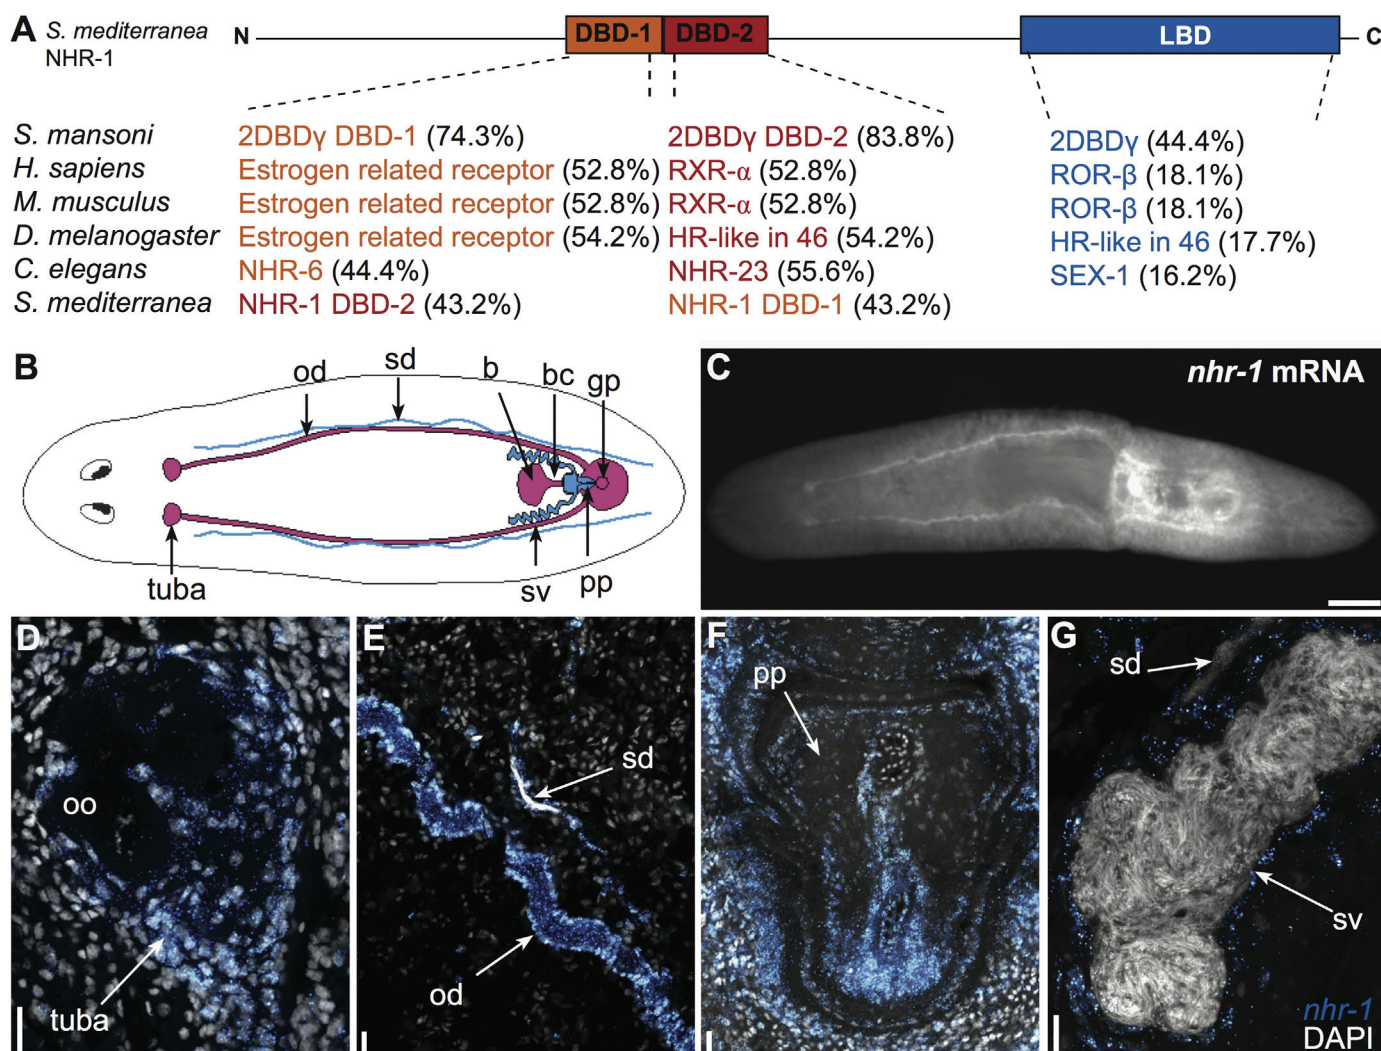 A S. mediterranea NHR-1 N DBD-1 DBD-2 LBD C
S. mansoni 2DBDγ DBD-1 (74.3%) 2DBDγ DBD-2 (83.8%) 2DBDγ (44.4%)
H. sapiens Estrogen related receptor (52.8%) RXR-α (52.8%) ROR-β (18.1%)
M. musculus Estrogen related receptor (52.8%) RXR-α (52.8%) ROR-β (18.1%)
D. melanogaster Estrogen related receptor (54.2%) HR-like in 46 (54.2%) HR-like in 46 (17.7%)
C. elegans NHR-6 (44.4%) NHR-23 (55.6%) SEX-1 (16.2%)
S. mediterranea NHR-1 DBD-2 (43.2%) NHR-1 DBD-1 (43.2%)
B od sd b bc gp
tuba sv pp
C nhr-1 mRNA
D
oo
tuba
E
sd
od
F
pp
G
sd
sv
nhr-1
DAPI